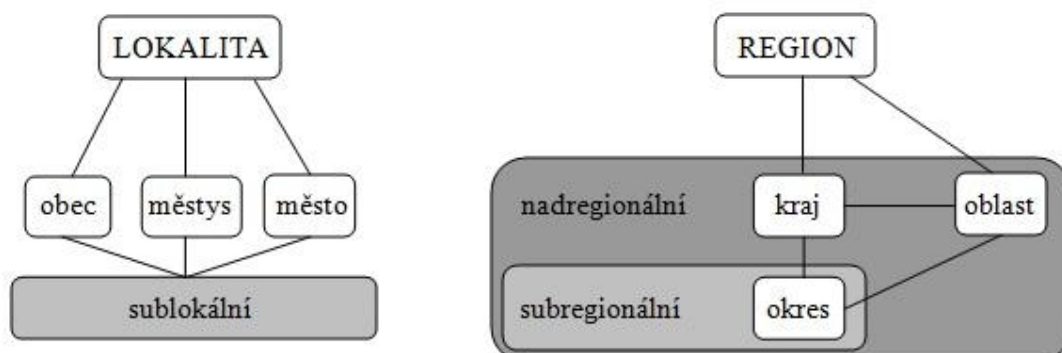 LOKALITA
obec
městys
město
sublokální
REGION
nadregionální
kraj
oblast
subregionální
okres